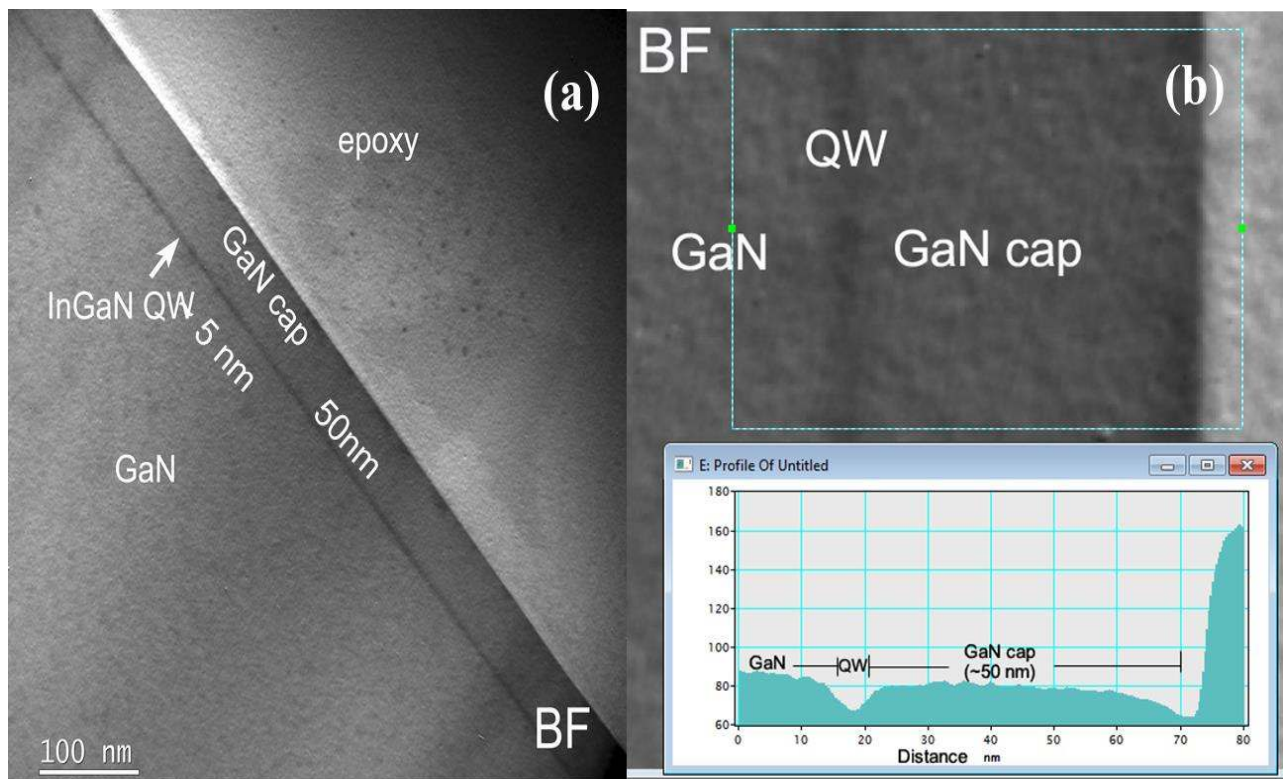 (a)
epoxy
GaN cap
InGaN QW
~ 5 nm
50nm
GaN
BF
100 nm
BF
(b)
QW
GaN
GaN cap
E: Profile Of Untitled
180
160
140
120
100
80
60
GaN
QW
GaN cap
(~50 nm)
0 10 20 30 40 50 60 70 80
Distance nm